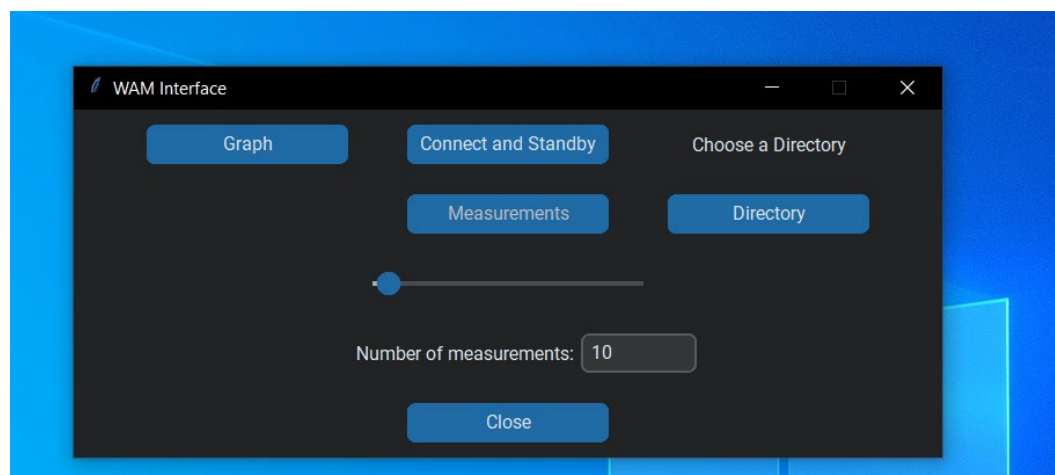 WAM Interface
Graph
Connect and Standby
Choose a Directory
Measurements
Directory
Number of measurements: 10
Close